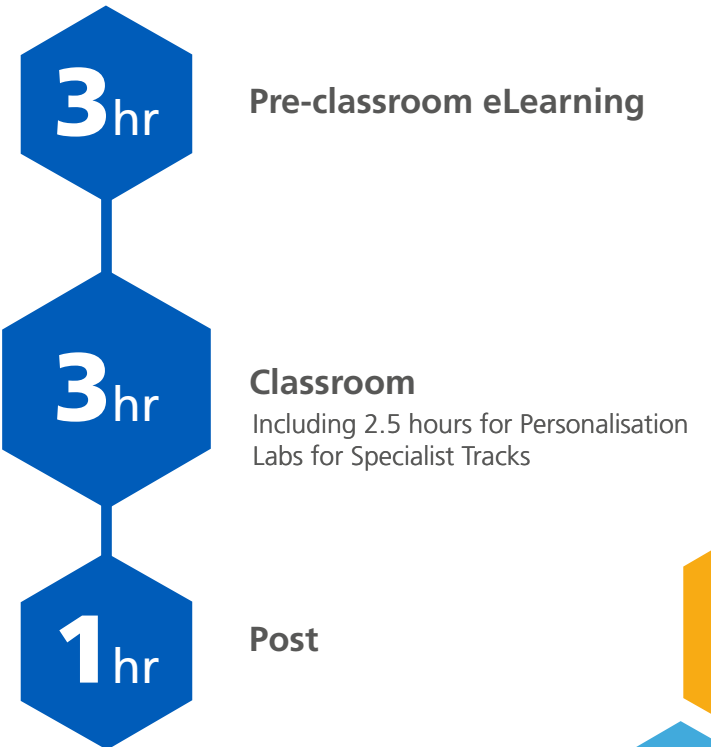 3hr
Pre-classroom eLearning
3hr
Classroom
Including 2.5 hours for Personalisation
Labs for Specialist Tracks
1hr
Post